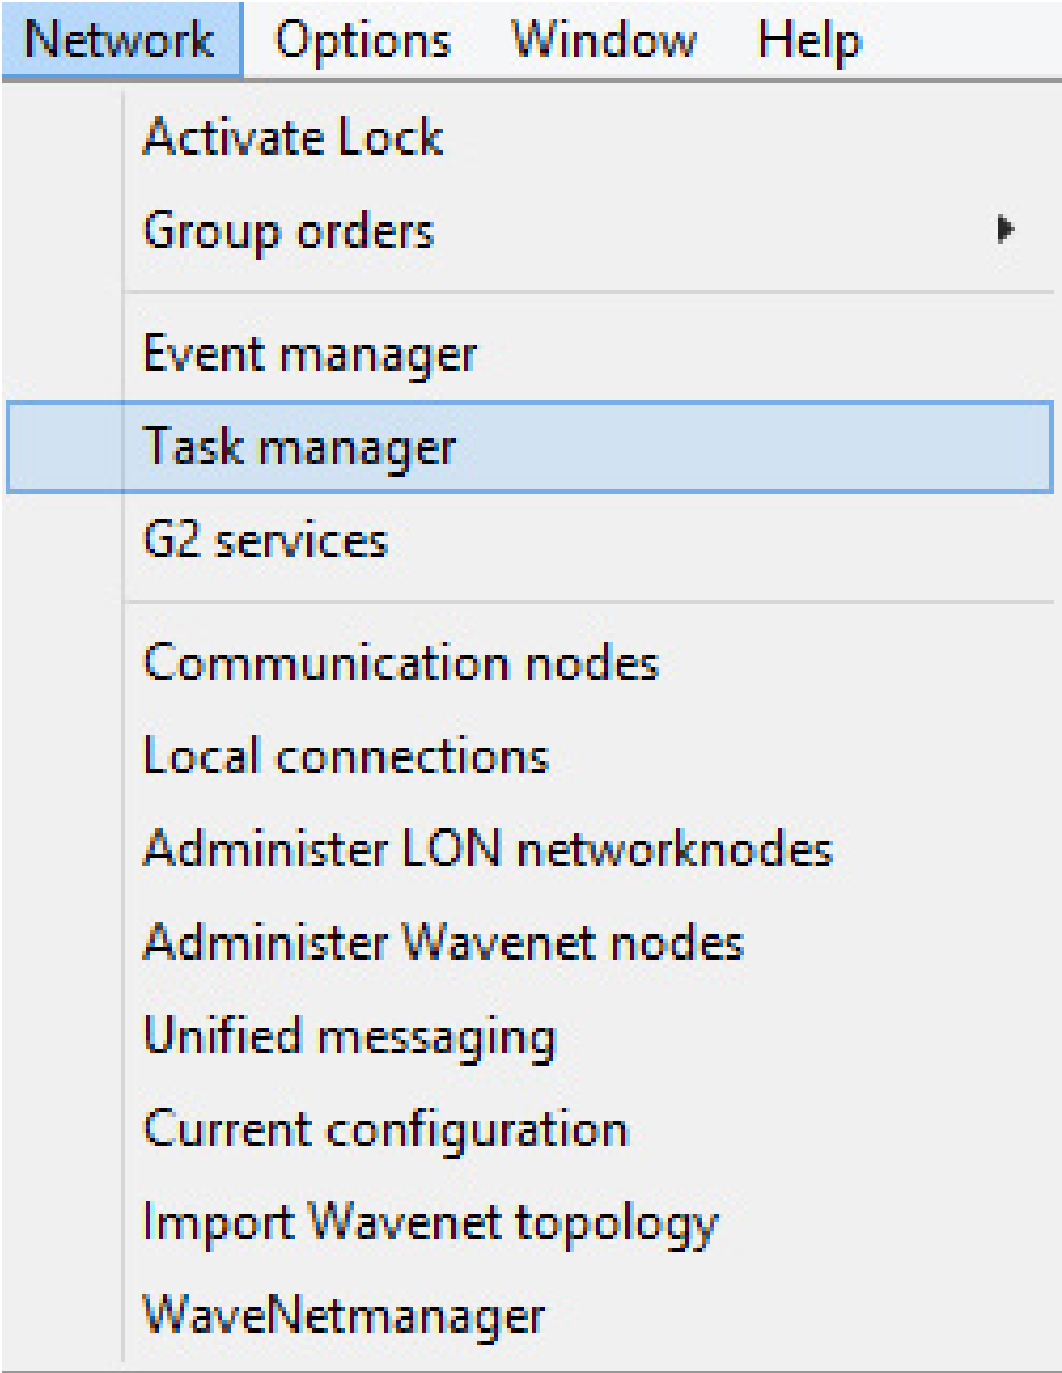 Network Options Window Help
Activate Lock
Group orders
Event manager
Task manager
G2 services
Communication nodes
Local connections
Administer LON networknodes
Administer Wavenet nodes
Unified messaging
Current configuration
Import Wavenet topology
WaveNetmanager